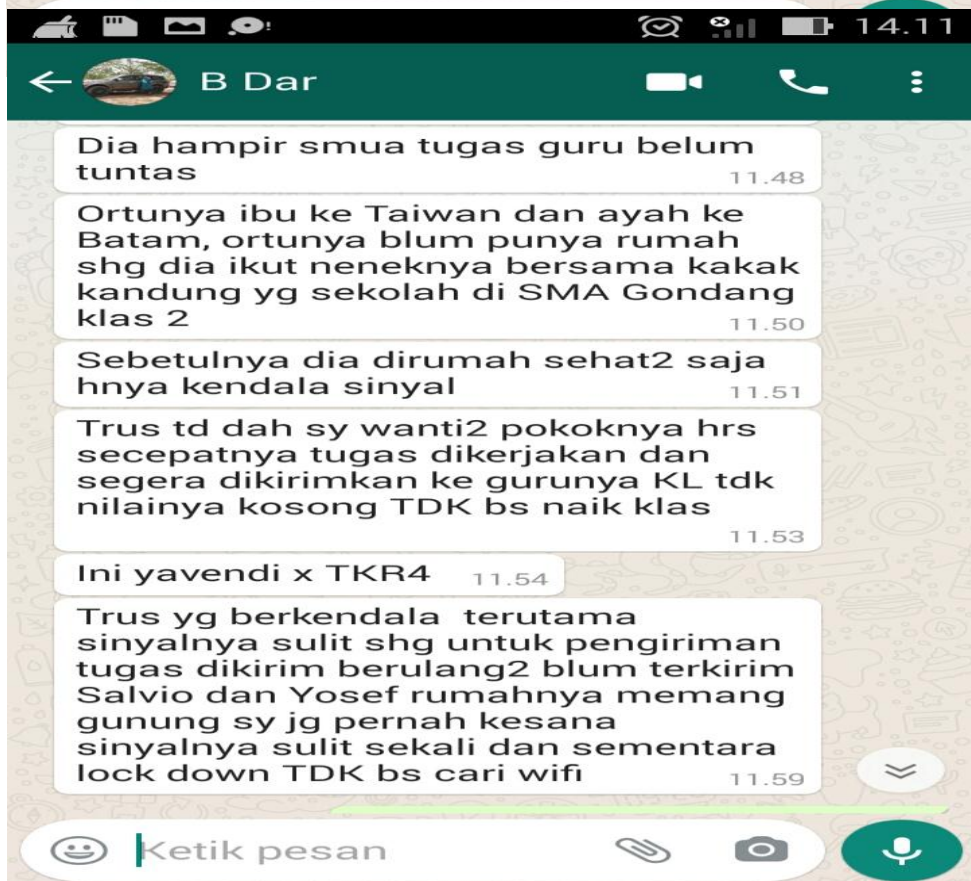 14.11
B Dar
Dia hampir smua tugas guru belum
tuntas
11.48
Ortunya ibu ke Taiwan dan ayah ke
Batam, ortunya blum punya rumah
shg dia ikut neneknya bersama kakak
kandung yg sekolah di SMA Gondang
klas 2
11.50
Sebetulnya dia dirumah sehat2 saja
hnya kendala sinyal
11.51
Trus td dah sy wanti2 pokoknya hrs
secepatnya tugas dikerjakan dan
segera dikirimkan ke gurunya KL tdk
nilainya kosong TDK bs naik klas
11.53
Ini yavendi x TKR4 11.54
Trus yg berkendala terutama
sinyalnya sulit shg untuk pengiriman
tugas dikirim berulang2 blum terkirim
Salvio dan Yosef rumahnya memang
gunung sy jg pernah kesana
sinyalnya sulit sekali dan sementara
lock down TDK bs cari wifi
11.59
Ketik pesan